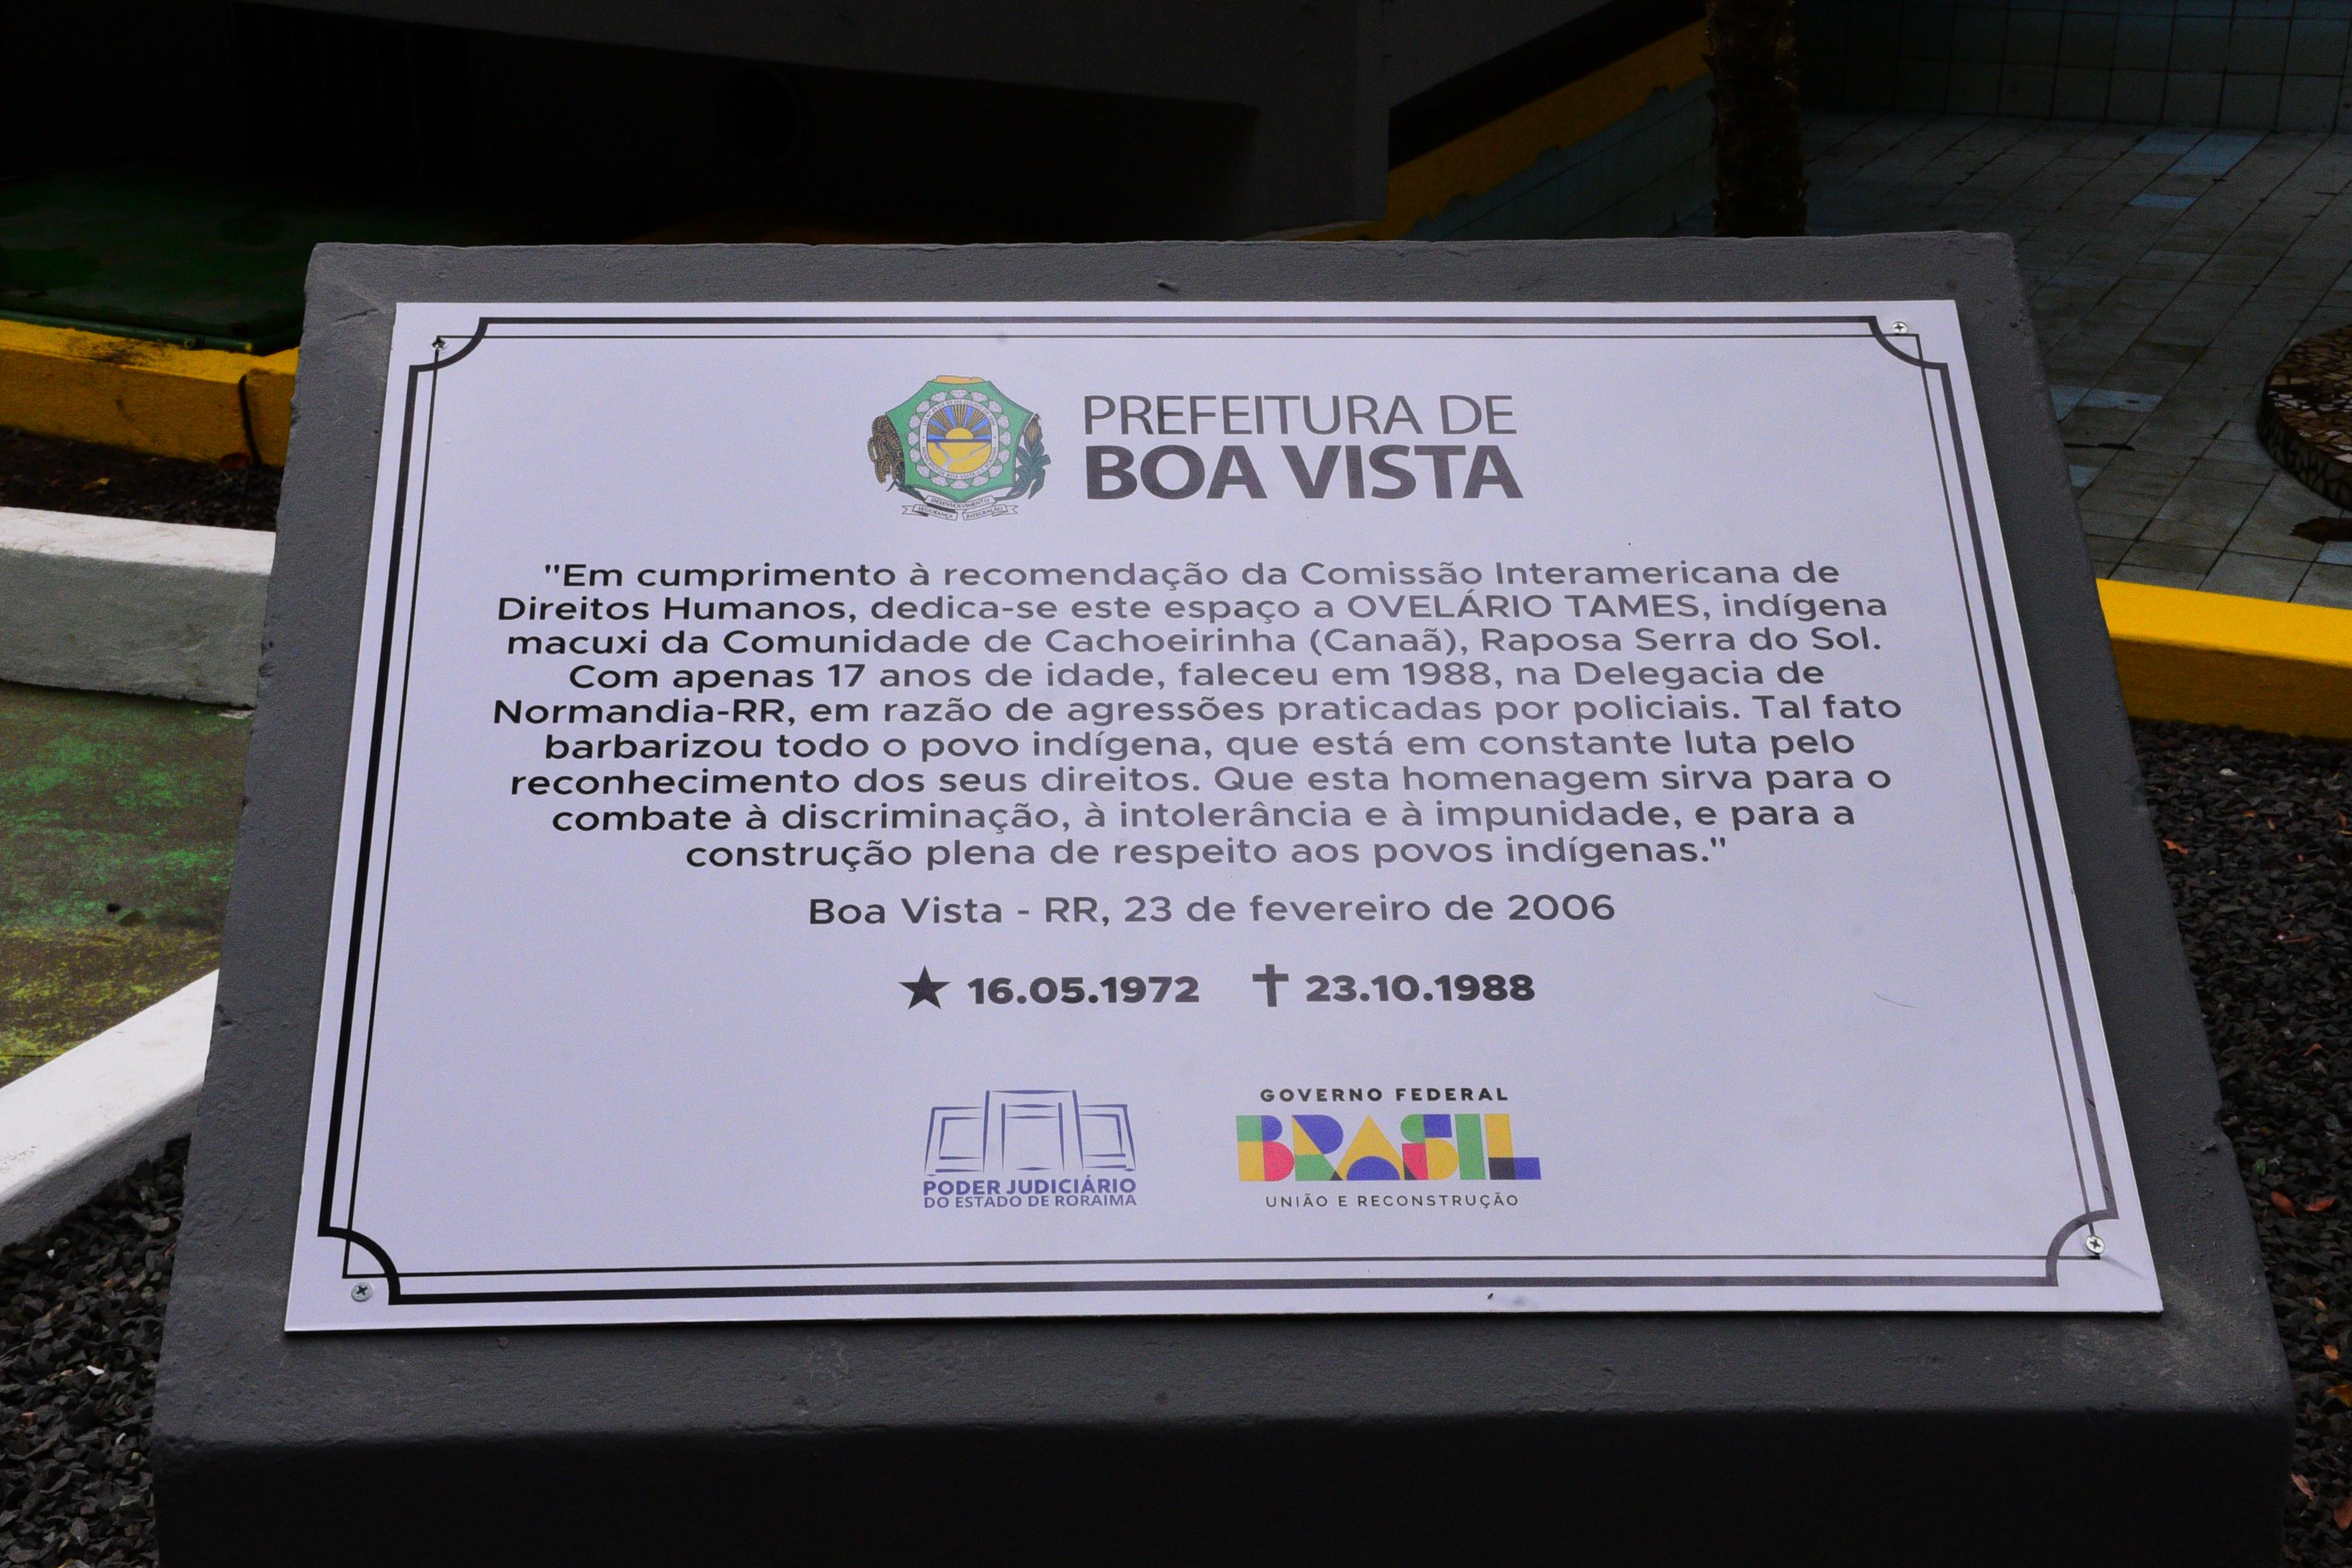 PREFEITURA DE
BOA VISTA
DESENVOLVIMENTO
SEGURANÇA INTEGRAÇÃO
"Em cumprimento à recomendação da Comissão Interamericana de
Direitos Humanos, dedica-se este espaço a OVELÁRIO TAMES, indígena
macuxi da Comunidade de Cachoeirinha (Canaã), Raposa Serra do Sol.
Com apenas 17 anos de idade, faleceu em 1988, na Delegacia de
Normandia-RR, em razão de agressões praticadas por policiais. Tal fato
barbarizou todo o povo indígena, que está em constante luta pelo
reconhecimento dos seus direitos. Que esta homenagem sirva para o
combate à discriminação, à intolerância e à impunidade, e para a
construção plena de respeito aos povos indígenas."
Boa Vista - RR, 23 de fevereiro de 2006
★ 16.05.1972 ✝ 23.10.1988
PODER JUDICIÁRIO
DO ESTADO DE RORAIMA
GOVERNO FEDERAL
BRASIL
UNIÃO E RECONSTRUÇÃO